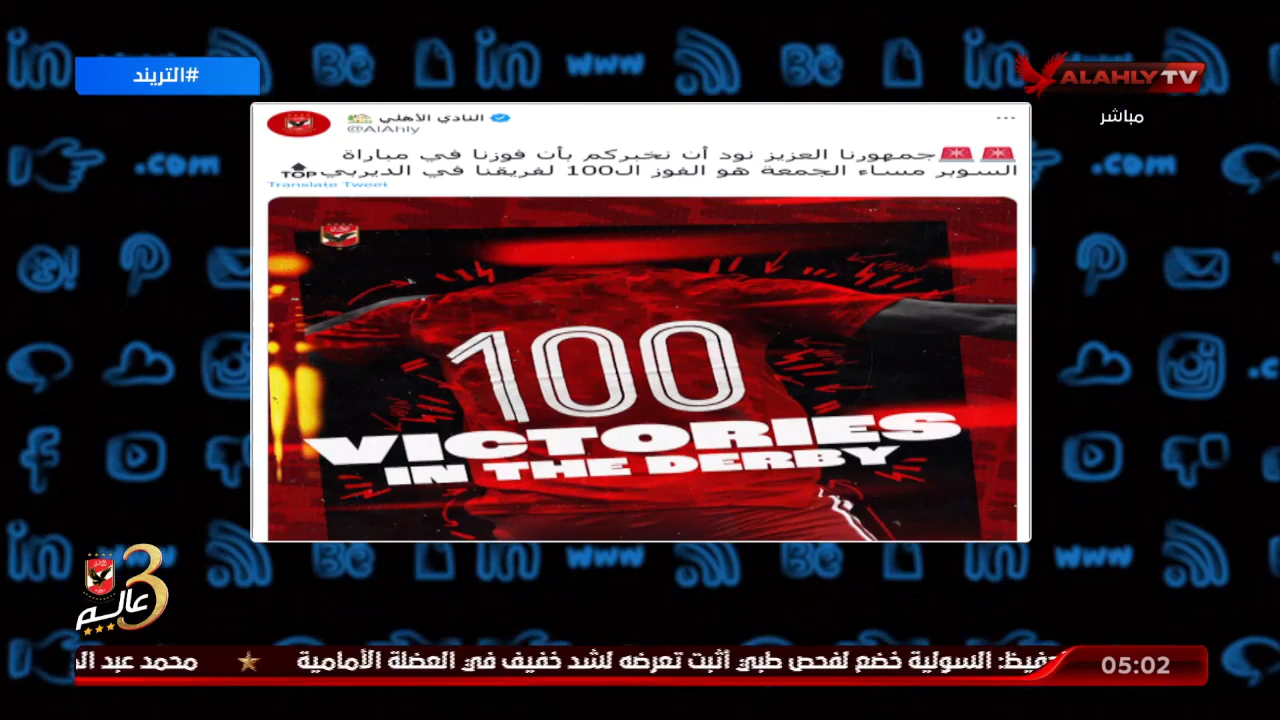 #التريند
ALAHLY TV
مباشر
النادي الأهلي
@AlAhly
جمهورنا العزيز نود أن نخبركم بأن فوزنا في مباراة
السوبر مساء الجمعة هو الفوز ال100 لفريقنا في الديربي
TOP
Translate Tweet
100
VICTORIES
IN THE DERBY
3
عالم
السولية خضع لفحص طبي أثبت تعرضه لشد خفيف في العضلة الأمامية
محمد عبد
05:02